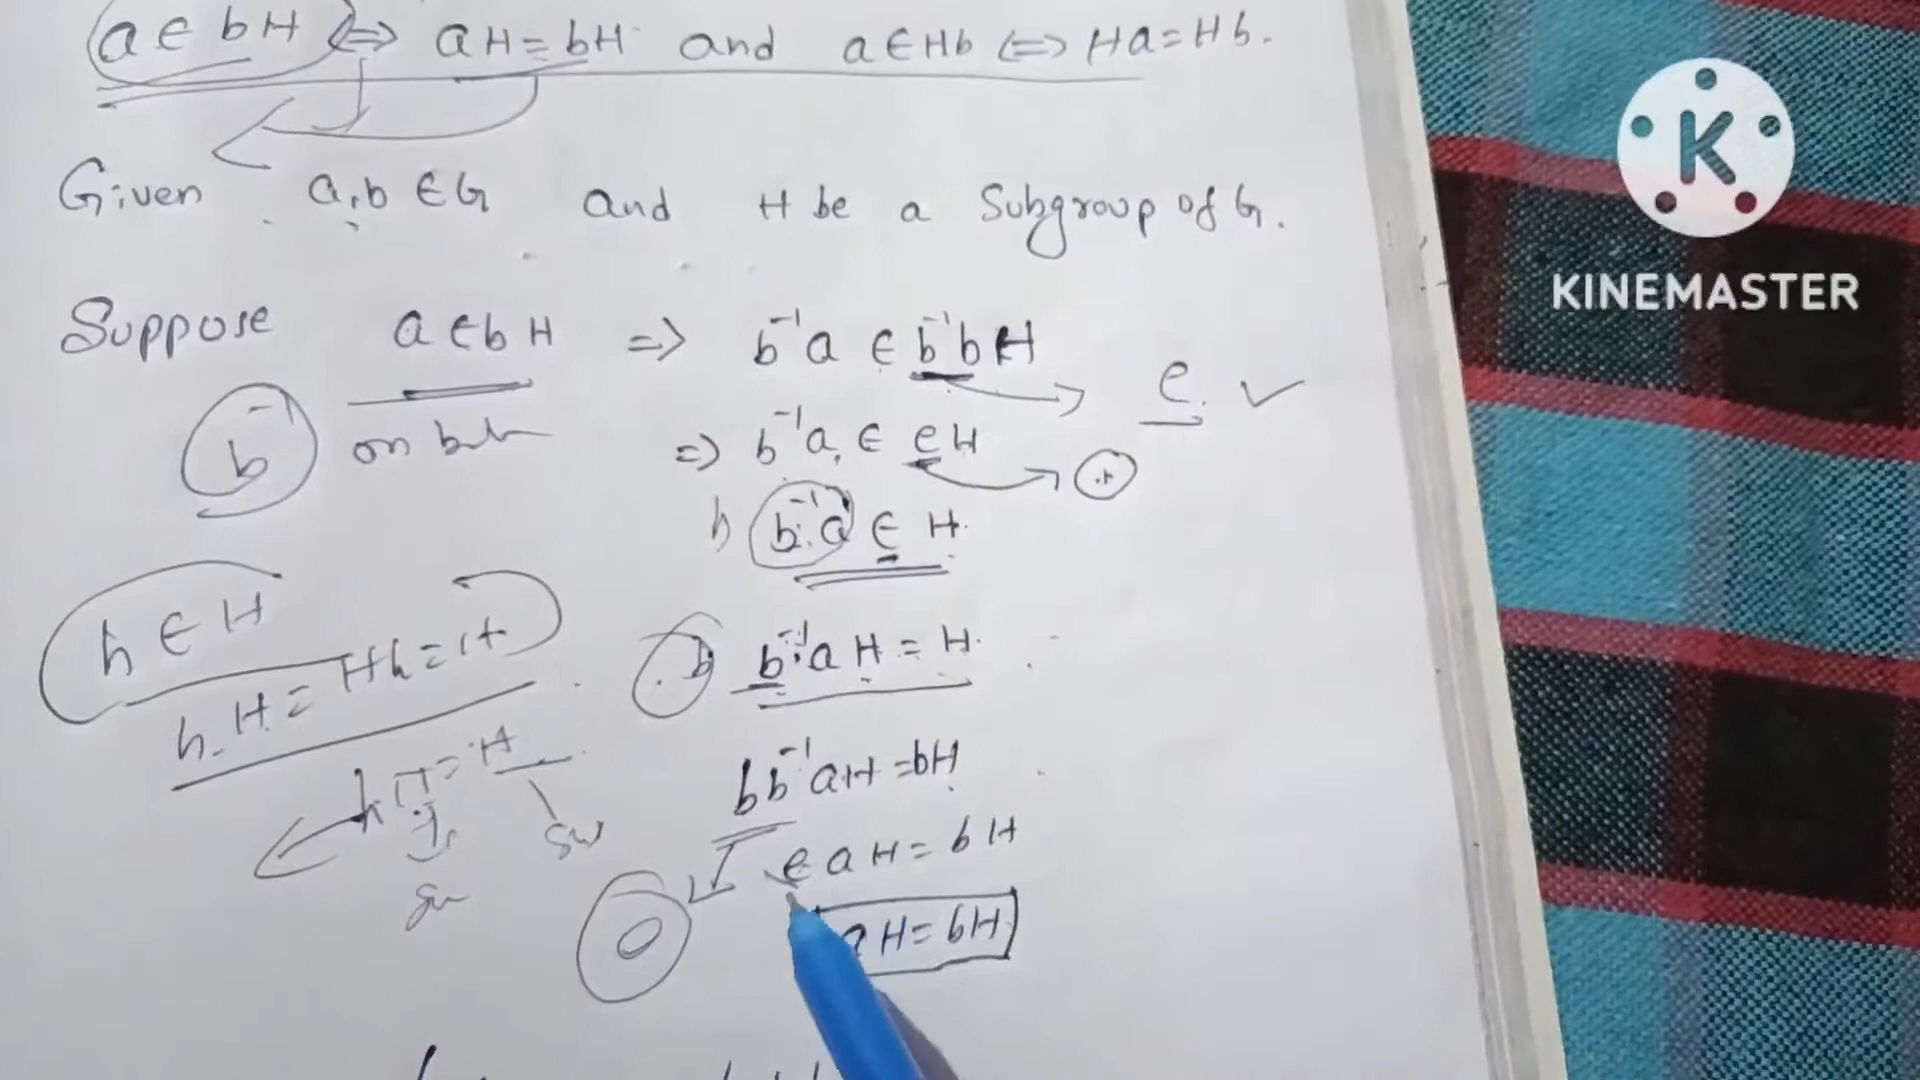 a ∈ bH ⇔ aH = bH and a ∈ Hb ⇔ Ha = Hb.
Given a, b ∈ G and H be a Subgroup of G.
Suppose a ∈ bH ⇒ b⁻¹a ∈ b⁻¹bH
e. ✓
b⁻¹ on
⇒ b⁻¹a ∈ eH
h b⁻¹a ∈ H.
h ∈ H
h.H = Hh = H
b⁻¹aH = H.
hH = H
bb⁻¹aH = bH
eaH = bH
aH = bH
K
KINEMASTER